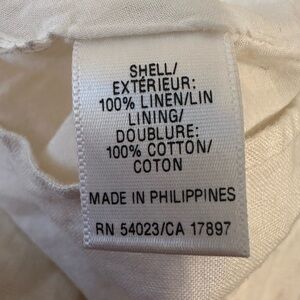 SHELL/
EXTÉRIEUR:
100% LINEN/LIN
LINING/
DOUBLURE:
100% COTTON/
COTON
MADE IN PHILIPPINES
RN 54023/CA 17897